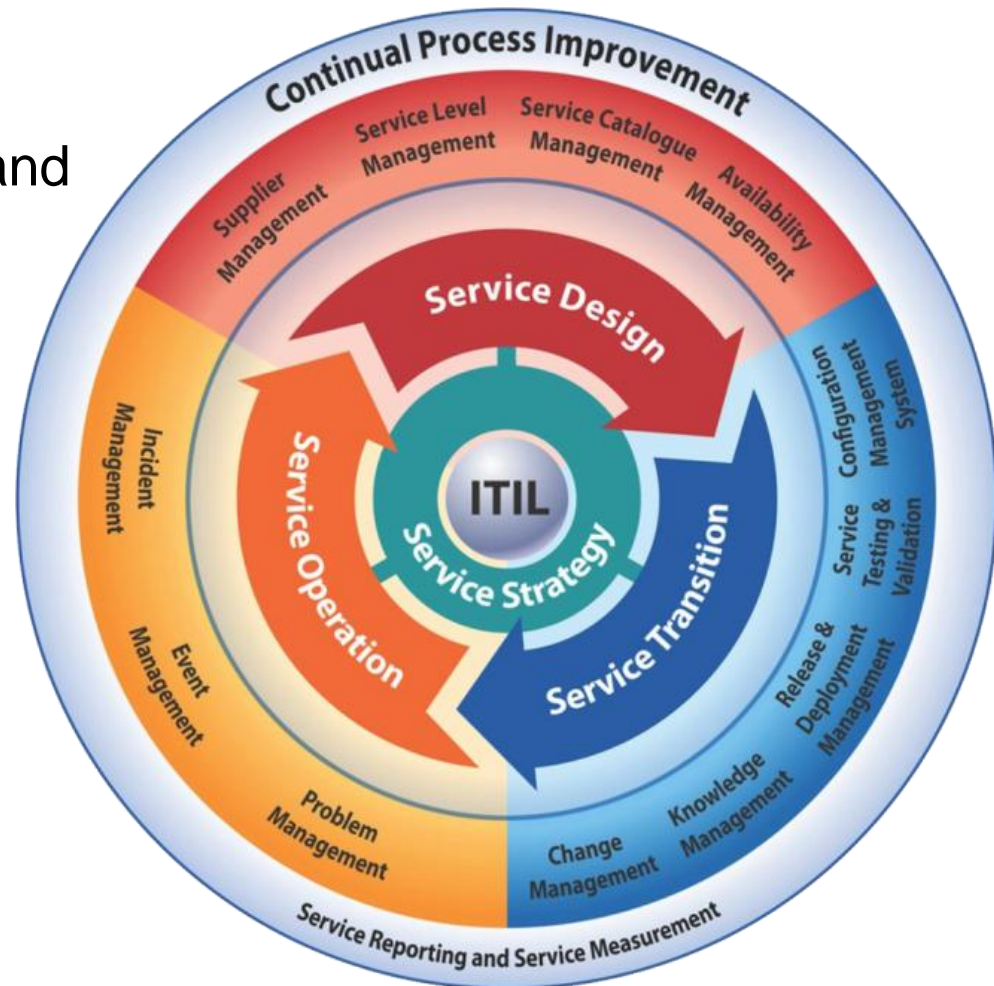 Continual Process Improvement
and
Supplier
Management
Service Level
Management
Service Catalogue
Management
Availability
Management
Service Design
Configuration
Management
System
Service
Testing &
Validation
Release &
Deployment
Management
Knowledge
Management
Change
Management
Service Transition
Incident
Management
Event
Management
Problem
Management
Service Operation
ITIL
Service Strategy
Service Reporting and Service Measurement